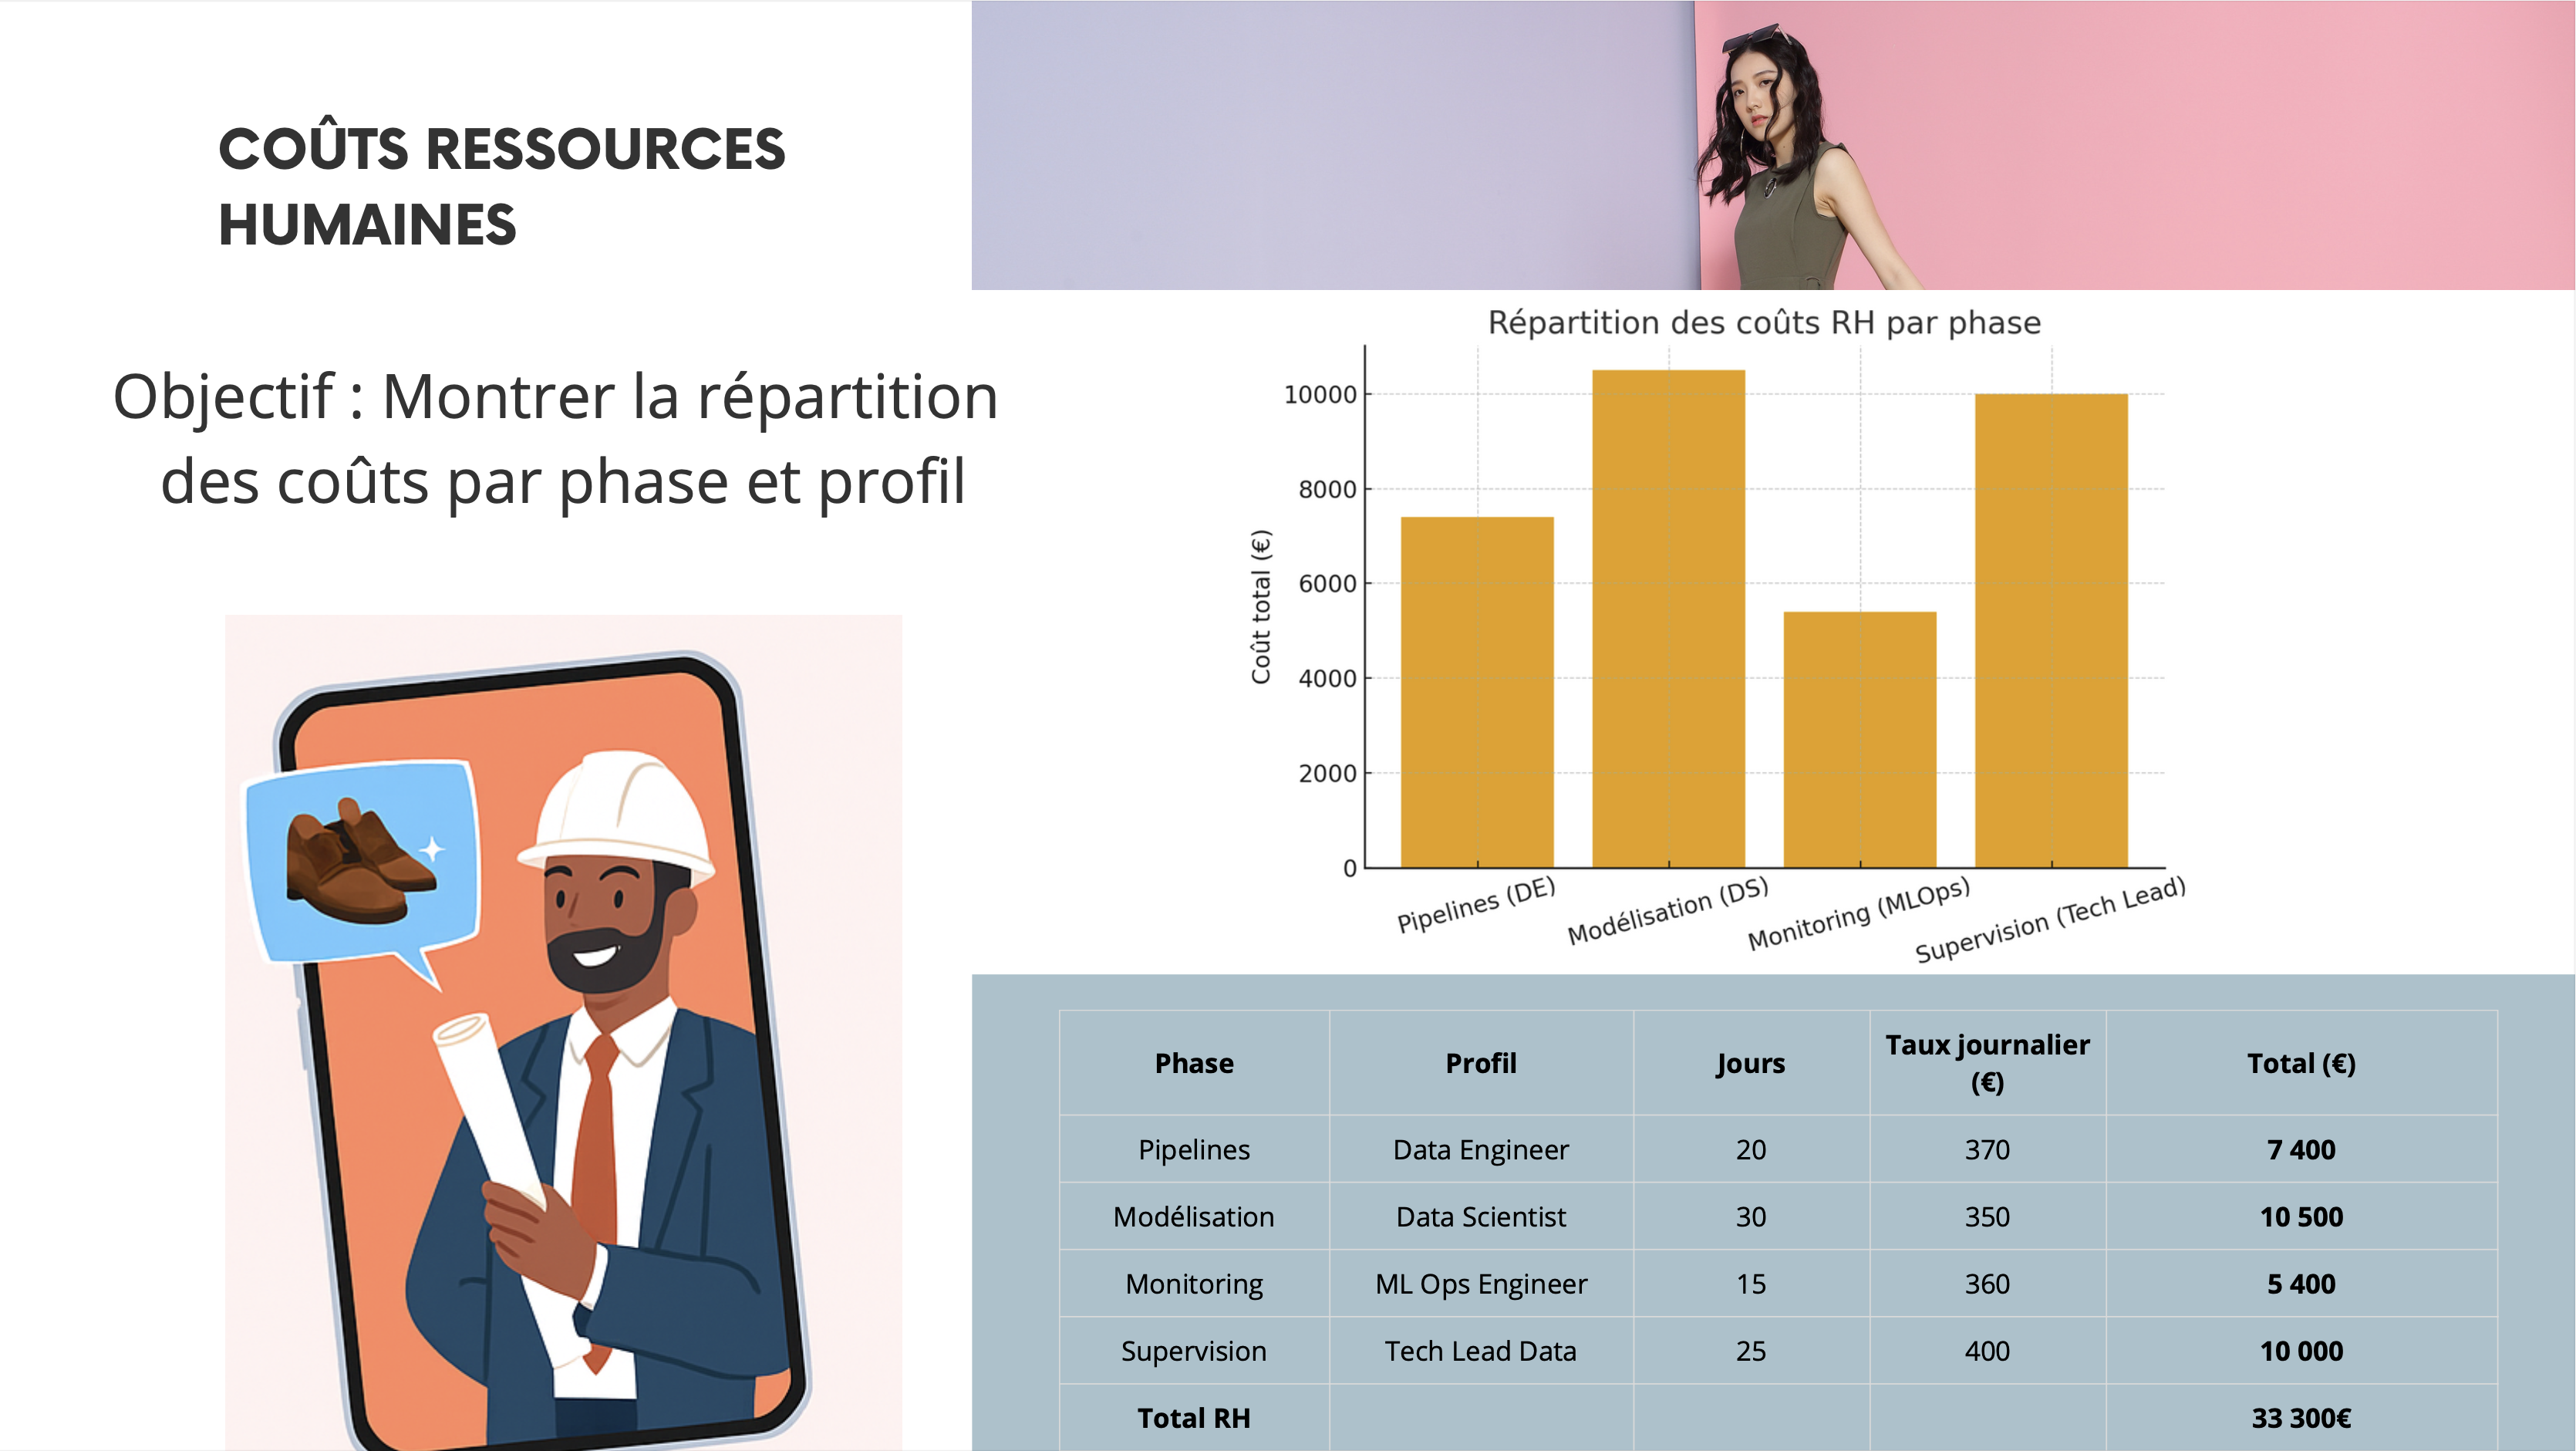 COÛTS RESSOURCES
HUMAINES
Objectif : Montrer la répartition
des coûts par phase et profil
Répartition des coûts RH par phase
Coût total (€)
10000
8000
6000
4000
2000
0
Pipelines (DE)
Modélisation (DS)
Monitoring (MLOps)
Supervision (Tech Lead)
Phase Profil Jours Taux journalier (€) Total (€)
Pipelines Data Engineer 20 370 7 400
Modélisation Data Scientist 30 350 10 500
Monitoring ML Ops Engineer 15 360 5 400
Supervision Tech Lead Data 25 400 10 000
Total RH 33 300€